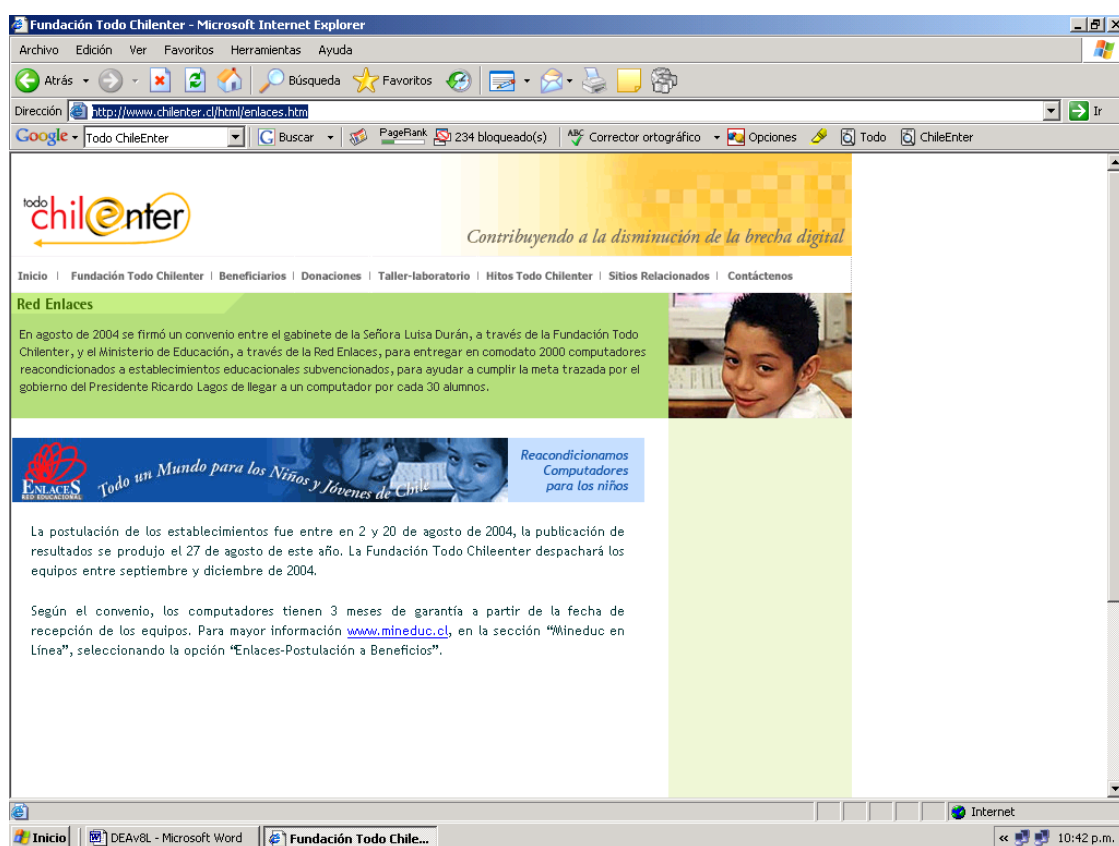 Fundación Todo Chilenter - Microsoft Internet Explorer
Archivo Edición Ver Favoritos Herramientas Ayuda
Atrás Búsqueda Favoritos
Dirección http://www.chilenter.cl/html/enlaces.htm Ir
Google Todo ChileEnter Buscar PageRank 234 bloqueado(s) ABC Corrector ortográfico Opciones Todo ChileEnter
todo
chilenter
Contribuyendo a la disminución de la brecha digital
Inicio | Fundación Todo Chilenter | Beneficiarios | Donaciones | Taller-laboratorio | Hitos Todo Chilenter | Sitios Relacionados | Contáctenos
Red Enlaces
En agosto de 2004 se firmó un convenio entre el gabinete de la Señora Luisa Durán, a través de la Fundación Todo
Chilenter, y el Ministerio de Educación, a través de la Red Enlaces, para entregar en comodato 2000 computadores
reacondicionados a establecimientos educacionales subvencionados, para ayudar a cumplir la meta trazada por el
gobierno del Presidente Ricardo Lagos de llegar a un computador por cada 30 alumnos.
ENLACES
RED EDUCACIONAL
Todo un Mundo para los Niños y Jóvenes de Chile
Reacondicionamos
Computadores
para los niños
La postulación de los establecimientos fue entre en 2 y 20 de agosto de 2004, la publicación de
resultados se produjo el 27 de agosto de este año. La Fundación Todo Chileenter despachará los
equipos entre septiembre y diciembre de 2004.
Según el convenio, los computadores tienen 3 meses de garantía a partir de la fecha de
recepción de los equipos. Para mayor información www.mineduc.cl, en la sección “Mineduc en
Línea”, seleccionando la opción “Enlaces-Postulación a Beneficios”.
Internet
Inicio DEAv8L - Microsoft Word Fundación Todo Chile... « 10:42 p.m.